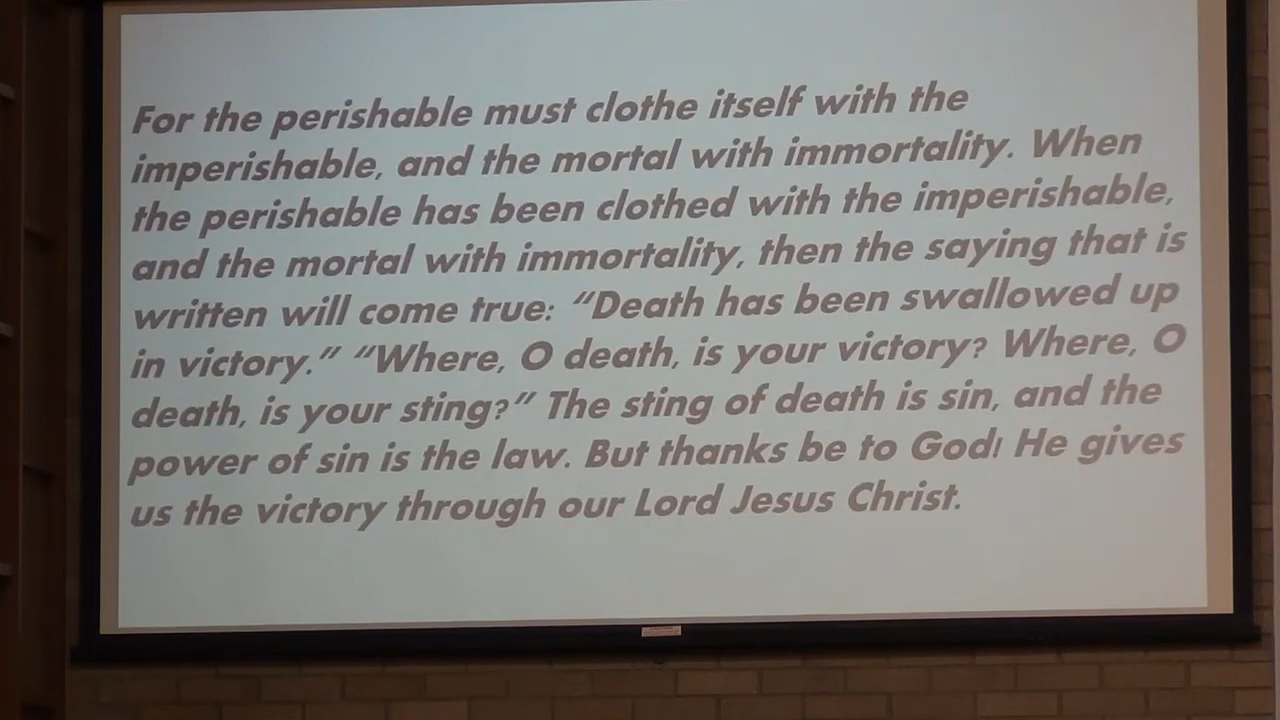 For the perishable must clothe itself with the
imperishable, and the mortal with immortality. When
the perishable has been clothed with the imperishable,
and the mortal with immortality, then the saying that is
written will come true: “Death has been swallowed up
in victory.” “Where, O death, is your victory? Where, O
death, is your sting?” The sting of death is sin, and the
power of sin is the law. But thanks be to God! He gives
us the victory through our Lord Jesus Christ.